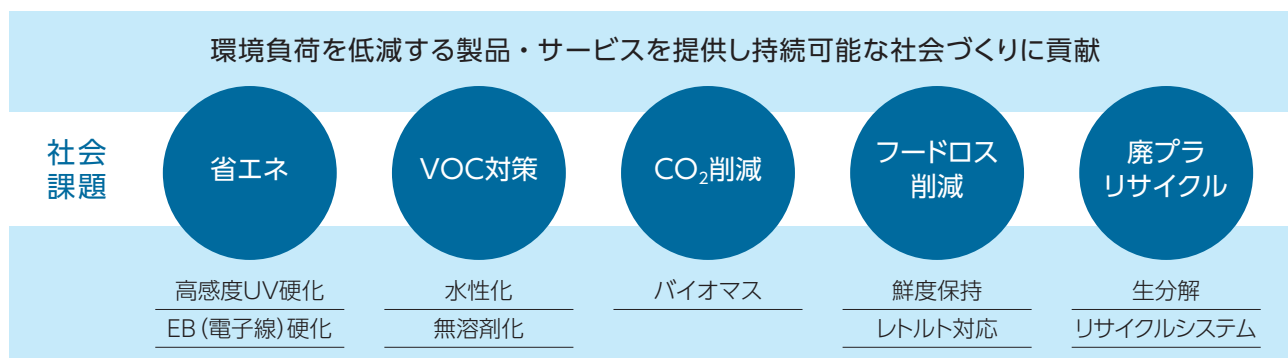 環境負荷を低減する製品・サービスを提供し持続可能な社会づくりに貢献
社会
課題
省エネ
VOC対策
CO₂削減
フードロス
削減
廃プラ
リサイクル
高感度UV硬化
EB(電子線)硬化
水性化
無溶剤化
バイオマス
鮮度保持
レトルト対応
生分解
リサイクルシステム